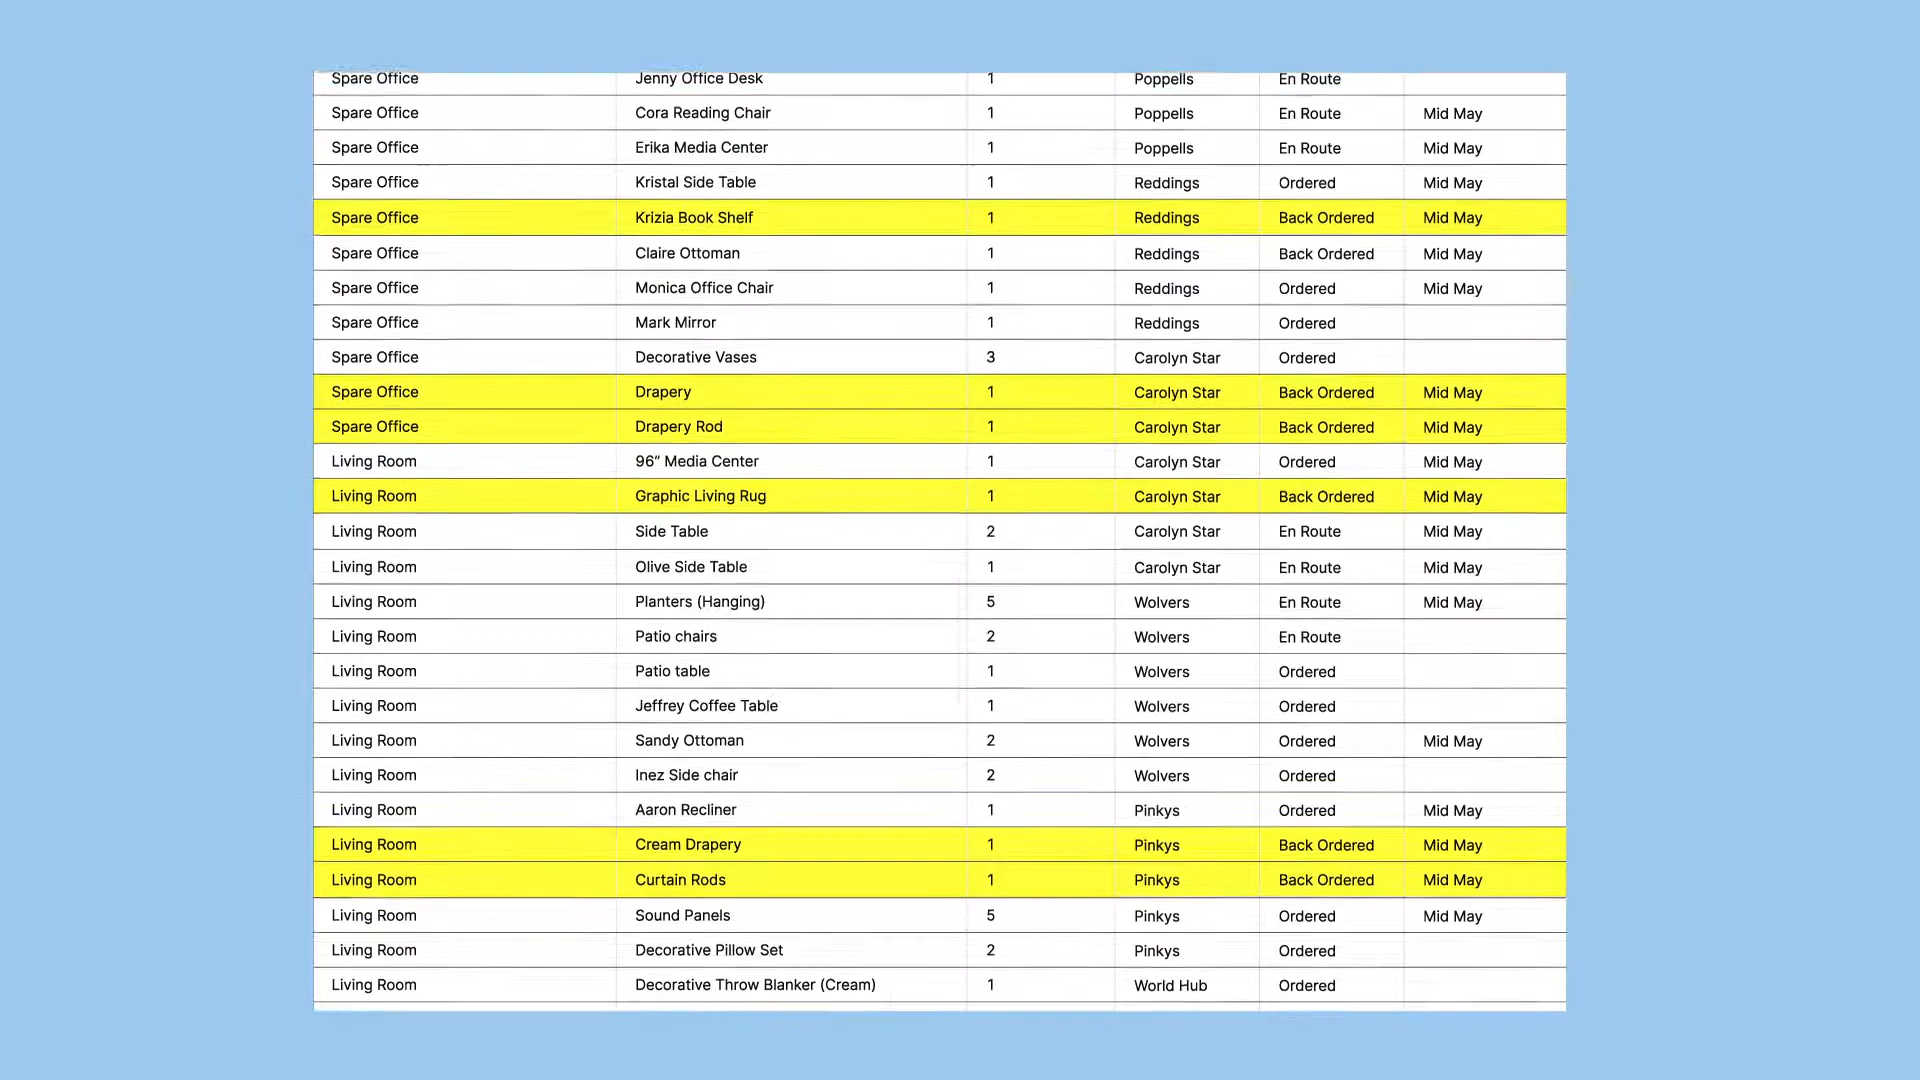 Spare Office Jenny Office Desk 1 Poppells En Route
Spare Office Cora Reading Chair 1 Poppells En Route Mid May
Spare Office Erika Media Center 1 Poppells En Route Mid May
Spare Office Kristal Side Table 1 Reddings Ordered Mid May
Spare Office Krizia Book Shelf 1 Reddings Back Ordered Mid May
Spare Office Claire Ottoman 1 Reddings Back Ordered Mid May
Spare Office Monica Office Chair 1 Reddings Ordered Mid May
Spare Office Mark Mirror 1 Reddings Ordered
Spare Office Decorative Vases 3 Carolyn Star Ordered
Spare Office Drapery 1 Carolyn Star Back Ordered Mid May
Spare Office Drapery Rod 1 Carolyn Star Back Ordered Mid May
Living Room 96” Media Center 1 Carolyn Star Ordered Mid May
Living Room Graphic Living Rug 1 Carolyn Star Back Ordered Mid May
Living Room Side Table 2 Carolyn Star En Route Mid May
Living Room Olive Side Table 1 Carolyn Star En Route Mid May
Living Room Planters (Hanging) 5 Wolvers En Route Mid May
Living Room Patio chairs 2 Wolvers En Route
Living Room Patio table 1 Wolvers Ordered
Living Room Jeffrey Coffee Table 1 Wolvers Ordered
Living Room Sandy Ottoman 2 Wolvers Ordered Mid May
Living Room Inez Side chair 2 Wolvers Ordered
Living Room Aaron Recliner 1 Pinkys Ordered Mid May
Living Room Cream Drapery 1 Pinkys Back Ordered Mid May
Living Room Curtain Rods 1 Pinkys Back Ordered Mid May
Living Room Sound Panels 5 Pinkys Ordered Mid May
Living Room Decorative Pillow Set 2 Pinkys Ordered
Living Room Decorative Throw Blanker (Cream) 1 World Hub Ordered